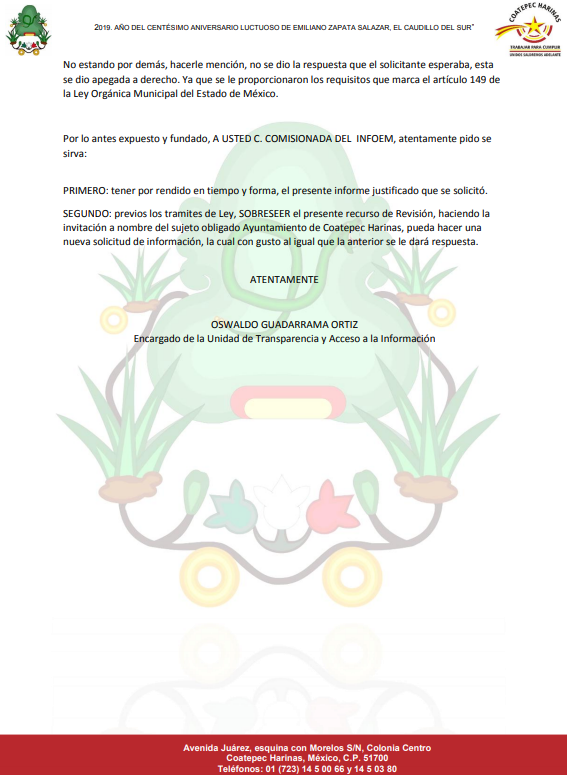 2019. AÑO DEL CENTÉSIMO ANIVERSARIO LUCTUOSO DE EMILIANO ZAPATA SALAZAR, EL CAUDILLO DEL SUR"
COATEPEC HARINAS
TRABAJAR PARA CUMPLIR
UNIDOS SALDREMOS ADELANTE
No estando por demás, hacerle mención, no se dio la respuesta que el solicitante esperaba, esta
se dio apegada a derecho. Ya que se le proporcionaron los requisitos que marca el artículo 149 de
la Ley Orgánica Municipal del Estado de México.
Por lo antes expuesto y fundado, A USTED C. COMISIONADA DEL INFOEM, atentamente pido se
sirva:
PRIMERO: tener por rendido en tiempo y forma, el presente informe justificado que se solicitó.
SEGUNDO: previos los tramites de Ley, SOBRESEER el presente recurso de Revisión, haciendo la
invitación a nombre del sujeto obligado Ayuntamiento de Coatepec Harinas, pueda hacer una
nueva solicitud de información, la cual con gusto al igual que la anterior se le dará respuesta.
ATENTAMENTE
OSWALDO GUADARRAMA ORTIZ
Encargado de la Unidad de Transparencia y Acceso a la Información
Avenida Juárez, esquina con Morelos S/N, Colonia Centro
Coatepec Harinas, México, C.P. 51700
Teléfonos: 01 (723) 14 5 00 66 y 14 5 03 80